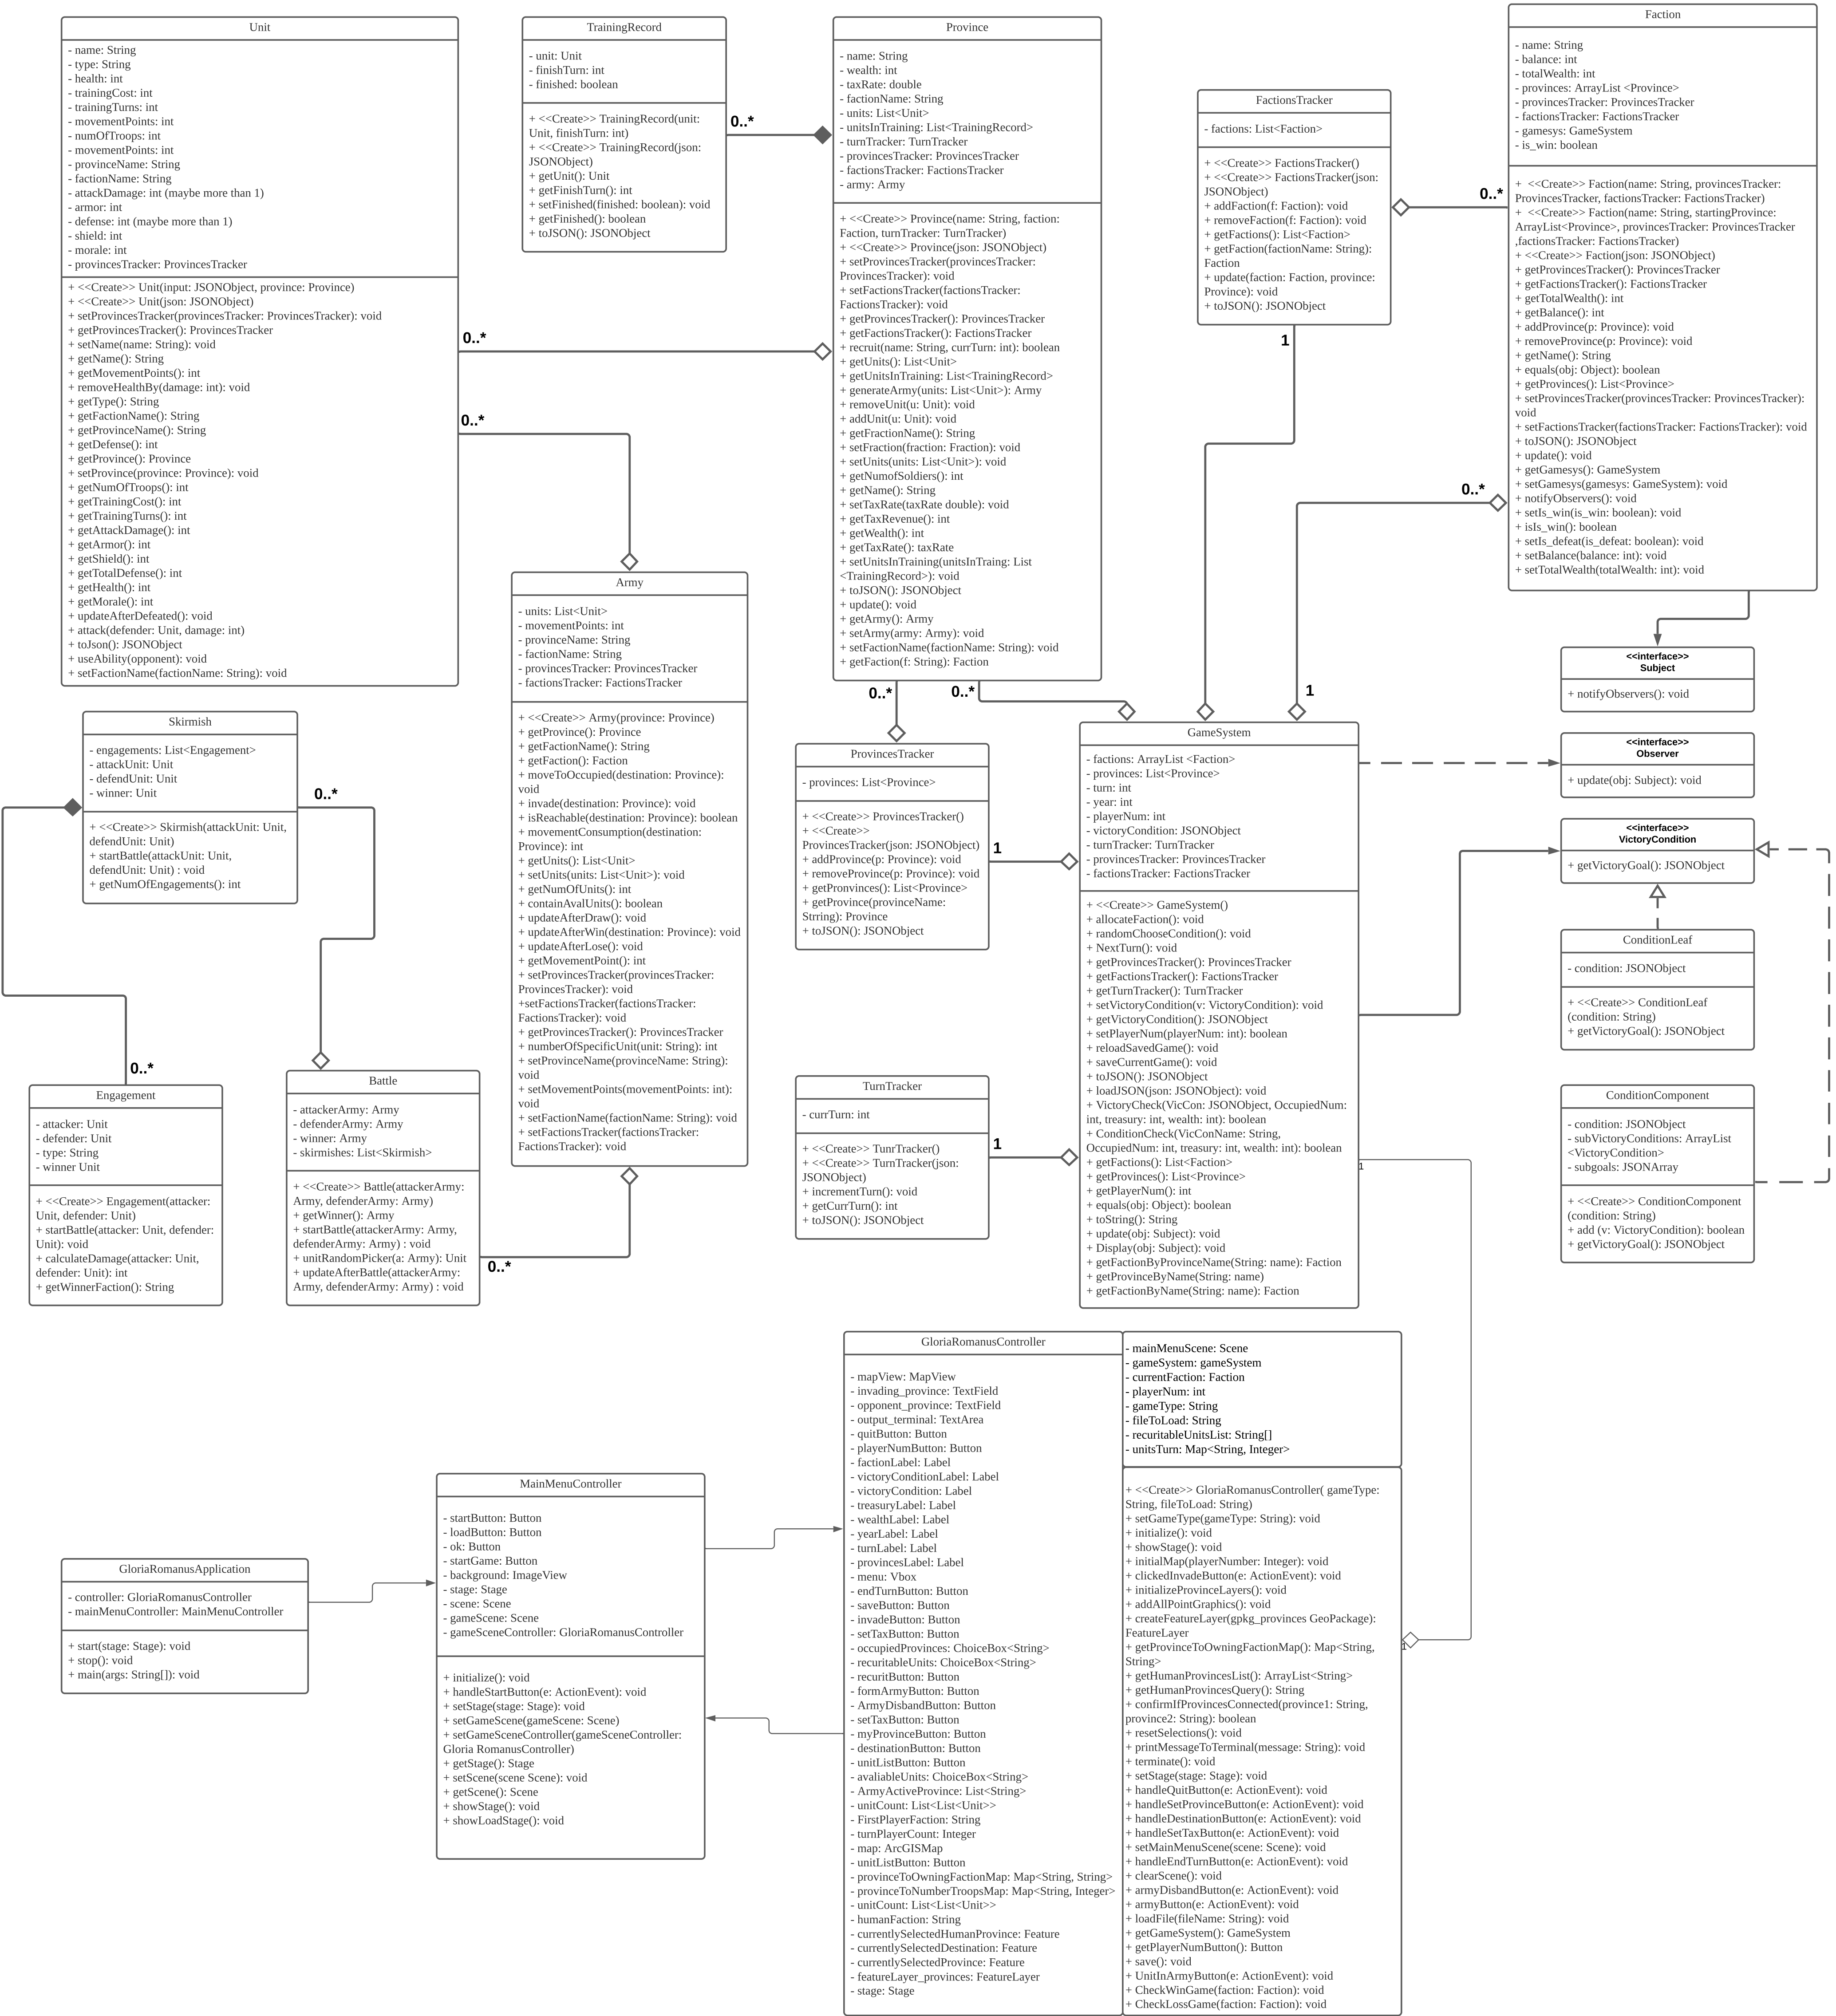 Unit
- name: String
- type: String
- health: int
- trainingCost: int
- trainingTurns: int
- movementPoints: int
- numOfTroops: int
- movementPoints: int
- provinceName: String
- factionName: String
- attackDamage: int (maybe more than 1)
- armor: int
- defense: int (maybe more than 1)
- shield: int
- morale: int
- provincesTracker: ProvincesTracker
+ <<Create>> Unit(input: JSONObject, province: Province)
+ <<Create>> Unit(json: JSONObject)
+ setProvincesTracker(provincesTracker: ProvincesTracker): void
+ getProvincesTracker(): ProvincesTracker
+ setName(name: String): void
+ getName(): String
+ getMovementPoints(): int
+ removeHealthBy(damage: int): void
+ getType(): String
+ getFactionName(): String
+ getProvinceName(): String
+ getDefense(): int
+ getProvince(): Province
+ setProvince(province: Province): void
+ getNumOfTroops(): int
+ getTrainingCost(): int
+ getTrainingTurns(): int
+ getAttackDamage(): int
+ getArmor(): int
+ getShield(): int
+ getTotalDefense(): int
+ getHealth(): int
+ getMorale(): int
+ updateAfterDefeated(): void
+ attack(defender: Unit, damage: int)
+ toJson(): JSONObject
+ useAbility(opponent): void
+ setFactionName(factionName: String): void
TrainingRecord
- unit: Unit
- finishTurn: int
- finished: boolean
+ <<Create>> TrainingRecord(unit:
Unit, finishTurn: int)
+ <<Create>> TrainingRecord(json:
JSONObject)
+ getUnit(): Unit
+ getFinishTurn(): int
+ setFinished(finished: boolean): void
+ getFinished(): boolean
+ toJSON(): JSONObject
0..*
0..*
0..*
Province
- name: String
- wealth: int
- taxRate: double
- factionName: String
- units: List<Unit>
- unitsInTraining: List<TrainingRecord>
- turnTracker: TurnTracker
- provincesTracker: ProvincesTracker
- factionsTracker: FactionsTracker
- army: Army
+ <<Create>> Province(name: String, faction:
Faction, turnTracker: TurnTracker)
+ <<Create>> Province(json: JSONObject)
+ setProvincesTracker(provincesTracker:
ProvincesTracker): void
+ setFactionsTracker(factionsTracker:
FactionsTracker): void
+ getProvincesTracker(): ProvincesTracker
+ getFactionsTracker(): FactionsTracker
+ recruit(name: String, currTurn: int): boolean
+ getUnits(): List<Unit>
+ getUnitsInTraining: List<TrainingRecord>
+ generateArmy(units: List<Unit>): Army
+ removeUnit(u: Unit): void
+ addUnit(u: Unit): void
+ getFractionName(): String
+ setFraction(fraction: Fraction): void
+ setUnits(units: List<Unit>): void
+ getNumofSoldiers(): int
+ getName(): String
+ setTaxRate(taxRate double): void
+ getTaxRevenue(): int
+ getWealth(): int
+ getTaxRate(): taxRate
+ setUnitsInTraining(unitsInTraing: List
<TrainingRecord>): void
+ toJSON(): JSONObject
+ update(): void
+ getArmy(): Army
+ setArmy(army: Army): void
+ setFactionName(factionName: String): void
+ getFaction(f: String): Faction
0..*
0..*
FactionsTracker
- factions: List<Faction>
+ <<Create>> FactionsTracker()
+ <<Create>> FactionsTracker(json:
JSONObject)
+ addFaction(f: Faction): void
+ removeFaction(f: Faction): void
+ getFactions(): List<Faction>
+ getFaction(factionName: String):
Faction
+ update(faction: Faction, province:
Province): void
+ toJSON(): JSONObject
1
0..*
0..*
1
Faction
- name: String
- balance: int
- totalWealth: int
- provinces: ArrayList <Province>
- provincesTracker: ProvincesTracker
- factionsTracker: FactionsTracker
- gamesys: GameSystem
- is_win: boolean
+  <<Create>> Faction(name: String, provincesTracker:
ProvincesTracker, factionsTracker: FactionsTracker)
+  <<Create>> Faction(name: String, startingProvince:
ArrayList<Province>, provincesTracker: ProvincesTracker
,factionsTracker: FactionsTracker)
+ <<Create>> Faction(json: JSONObject)
+ getProvincesTracker(): ProvincesTracker
+ getFactionsTracker(): FactionsTracker
+ getTotalWealth(): int
+ getBalance(): int
+ addProvince(p: Province): void
+ removeProvince(p: Province): void
+ getName(): String
+ equals(obj: Object): boolean
+ getProvinces(): List<Province>
+ setProvincesTracker(provincesTracker: ProvincesTracker):
void
+ setFactionsTracker(factionsTracker: FactionsTracker): void
+ toJSON(): JSONObject
+ update(): void
+ getGamesys(): GameSystem
+ setGamesys(gamesys: GameSystem): void
+ notifyObservers(): void
+ setIs_win(is_win: boolean): void
+ isIs_win(): boolean
+ setIs_defeat(is_defeat: boolean): void
+ setBalance(balance: int): void
+ setTotalWealth(totalWealth: int): void
<<interface>>
Subject
+ notifyObservers(): void
<<interface>>
Observer
+ update(obj: Subject): void
<<interface>>
VictoryCondition
+ getVictoryGoal(): JSONObject
ConditionLeaf
- condition: JSONObject
+ <<Create>> ConditionLeaf
(condition: String)
+ getVictoryGoal(): JSONObject
ConditionComponent
- condition: JSONObject
- subVictoryConditions: ArrayList
<VictoryCondition>
- subgoals: JSONArray
+ <<Create>> ConditionComponent
(condition: String)
+ add (v: VictoryCondition): boolean
+ getVictoryGoal(): JSONObject
Skirmish
- engagements: List<Engagement>
- attackUnit: Unit
- defendUnit: Unit
- winner: Unit
+ <<Create>> Skirmish(attackUnit: Unit,
defendUnit: Unit)
+ startBattle(attackUnit: Unit,
defendUnit: Unit) : void
+ getNumOfEngagements(): int
0..*
0..*
Engagement
- attacker: Unit
- defender: Unit
- type: String
- winner Unit
+ <<Create>> Engagement(attacker:
Unit, defender: Unit)
+ startBattle(attacker: Unit, defender:
Unit): void
+ calculateDamage(attacker: Unit,
defender: Unit): int
+ getWinnerFaction(): String
Battle
- attackerArmy: Army
- defenderArmy: Army
- winner: Army
- skirmishes: List<Skirmish>
+ <<Create>> Battle(attackerArmy:
Army, defenderArmy: Army)
+ getWinner(): Army
+ startBattle(attackerArmy: Army,
defenderArmy: Army) : void
+ unitRandomPicker(a: Army): Unit
+ updateAfterBattle(attackerArmy:
Army, defenderArmy: Army) : void
0..*
Army
- units: List<Unit>
- movementPoints: int
- provinceName: String
- factionName: String
- provincesTracker: ProvincesTracker
- factionsTracker: FactionsTracker
+ <<Create>> Army(province: Province)
+ getProvince(): Province
+ getFactionName(): String
+ getFaction(): Faction
+ moveToOccupied(destination: Province):
void
+ invade(destination: Province): void
+ isReachable(destination: Province): boolean
+ movementConsumption(destination:
Province): int
+ getUnits(): List<Unit>
+ setUnits(units: List<Unit>): void
+ getNumOfUnits(): int
+ containAvalUnits(): boolean
+ updateAfterDraw(): void
+ updateAfterWin(destination: Province): void
+ updateAfterLose(): void
+ getMovementPoint(): int
+ setProvincesTracker(provincesTracker:
ProvincesTracker): void
+setFactionsTracker(factionsTracker:
FactionsTracker): void
+ getProvincesTracker(): ProvincesTracker
+ numberOfSpecificUnit(unit: String): int
+ setProvinceName(provinceName: String):
void
+ setMovementPoints(movementPoints: int):
void
+ setFactionName(factionName: String): void
+ setFactionsTracker(factionsTracker:
FactionsTracker): void
ProvincesTracker
- provinces: List<Province>
+ <<Create>> ProvincesTracker()
+ <<Create>>
ProvincesTracker(json: JSONObject)
+ addProvince(p: Province): void
+ removeProvince(p: Province): void
+ getPronvinces(): List<Province>
+ getProvince(provinceName:
Strring): Province
+ toJSON(): JSONObject
1
TurnTracker
- currTurn: int
+ <<Create>> TunrTracker()
+ <<Create>> TurnTracker(json:
JSONObject)
+ incrementTurn(): void
+ getCurrTurn(): int
+ toJSON(): JSONObject
1
GameSystem
- factions: ArrayList <Faction>
- provinces: List<Province>
- turn: int
- year: int
- playerNum: int
- victoryCondition: JSONObject
- turnTracker: TurnTracker
- provincesTracker: ProvincesTracker
- factionsTracker: FactionsTracker
+ <<Create>> GameSystem()
+ allocateFaction(): void
+ randomChooseCondition(): void
+ NextTurn(): void
+ getProvincesTracker(): ProvincesTracker
+ getFactionsTracker(): FactionsTracker
+ getTurnTracker(): TurnTracker
+ setVictoryCondition(v: VictoryCondition): void
+ getVictoryCondition(): JSONObject
+ setPlayerNum(playerNum: int): boolean
+ reloadSavedGame(): void
+ saveCurrentGame(): void
+ toJSON(): JSONObject
+ loadJSON(json: JSONObject): void
+ VictoryCheck(VicCon: JSONObject, OccupiedNum:
int, treasury: int, wealth: int): boolean
+ ConditionCheck(VicConName: String,
OccupiedNum: int, treasury: int, wealth: int): boolean
+ getFactions(): List<Faction>
+ getProvinces(): List<Province>
+ getPlayerNum(): int
+ equals(obj: Object): boolean
+ toString(): String
+ update(obj: Subject): void
+ Display(obj: Subject): void
+ getFactionByProvinceName(String: name): Faction
+ getProvinceByName(String: name)
+ getFactionByName(String: name): Faction
1
1
GloriaRomanusApplication
- controller: GloriaRomanusController
- mainMenuController: MainMenuController
+ start(stage: Stage): void
+ stop(): void
+ main(args: String[]): void
MainMenuController
- startButton: Button
- loadButton: Button
- ok: Button
- startGame: Button
- background: ImageView
- stage: Stage
- scene: Scene
- gameScene: Scene
- gameSceneController: GloriaRomanusController
+ initialize(): void
+ handleStartButton(e: ActionEvent): void
+ setStage(stage: Stage): void
+ setGameScene(gameScene: Scene)
+ setGameSceneController(gameSceneController:
Gloria RomanusController)
+ getStage(): Stage
+ setScene(scene Scene): void
+ getScene(): Scene
+ showStage(): void
+ showLoadStage(): void
GloriaRomanusController
- mapView: MapView
- invading_province: TextField
- opponent_province: TextField
- output_terminal: TextArea
- quitButton: Button
- playerNumButton: Button
- factionLabel: Label
- victoryConditionLabel: Label
- victoryCondition: Label
- treasuryLabel: Label
- wealthLabel: Label
- yearLabel: Label
- turnLabel: Label
- provincesLabel: Label
- menu: Vbox
- endTurnButton: Button
- saveButton: Button
- invadeButton: Button
- setTaxButton: Button
- occupiedProvinces: ChoiceBox<String>
- recuritableUnits: ChoiceBox<String>
- recuritButton: Button
- formArmyButton: Button
- ArmyDisbandButton: Button
- setTaxButton: Button
- myProvinceButton: Button
- destinationButton: Button
- unitListButton: Button
- avaliableUnits: ChoiceBox<String>
- ArmyActiveProvince: List<String>
- unitCount: List<List<Unit>>
- FirstPlayerFaction: String
- turnPlayerCount: Integer
- map: ArcGISMap
- unitListButton: Button
- provinceToOwningFactionMap: Map<String, String>
- provinceToNumberTroopsMap: Map<String, Integer>
- unitCount: List<List<Unit>>
- humanFaction: String
- currentlySelectedHumanProvince: Feature
- currentlySelectedDestination: Feature
- currentlySelectedProvince: Feature
- featureLayer_provinces: FeatureLayer
- stage: Stage
- mainMenuScene: Scene
- gameSystem: gameSystem
- currentFaction: Faction
- playerNum: int
- gameType: String
- fileToLoad: String
- recuritableUnitsList: String[]
- unitsTurn: Map<String, Integer>
+ <<Create>> GloriaRomanusController( gameType:
String, fileToLoad: String)
+ setGameType(gameType: String): void
+ initialize(): void
+ showStage(): void
+ initialMap(playerNumber: Integer): void
+ clickedInvadeButton(e: ActionEvent): void
+ initializeProvinceLayers(): void
+ addAllPointGraphics(): void
+ createFeatureLayer(gpkg_provinces GeoPackage):
FeatureLayer
+ getProvinceToOwningFactionMap(): Map<String,
String>
+ getHumanProvincesList(): ArrayList<String>
+ getHumanProvincesQuery(): String
+ confirmIfProvincesConnected(province1: String,
province2: String): boolean
+ resetSelections(): void
+ printMessageToTerminal(message: String): void
+ terminate(): void
+ setStage(stage: Stage): void
+ handleQuitButton(e: ActionEvent): void
+ handleSetProvinceButton(e: ActionEvent): void
+ handleDestinationButton(e: ActionEvent): void
+ handleSetTaxButton(e: ActionEvent): void
+ setMainMenuScene(scene: Scene): void
+ handleEndTurnButton(e: ActionEvent): void
+ clearScene(): void
+ armyDisbandButton(e: ActionEvent): void
+ armyButton(e: ActionEvent): void
+ loadFile(fileName: String): void
+ getGameSystem(): GameSystem
+ getPlayerNumButton(): Button
+ save(): void
+ UnitInArmyButton(e: ActionEvent): void
+ CheckWinGame(faction: Faction): void
+ CheckLossGame(faction: Faction): void